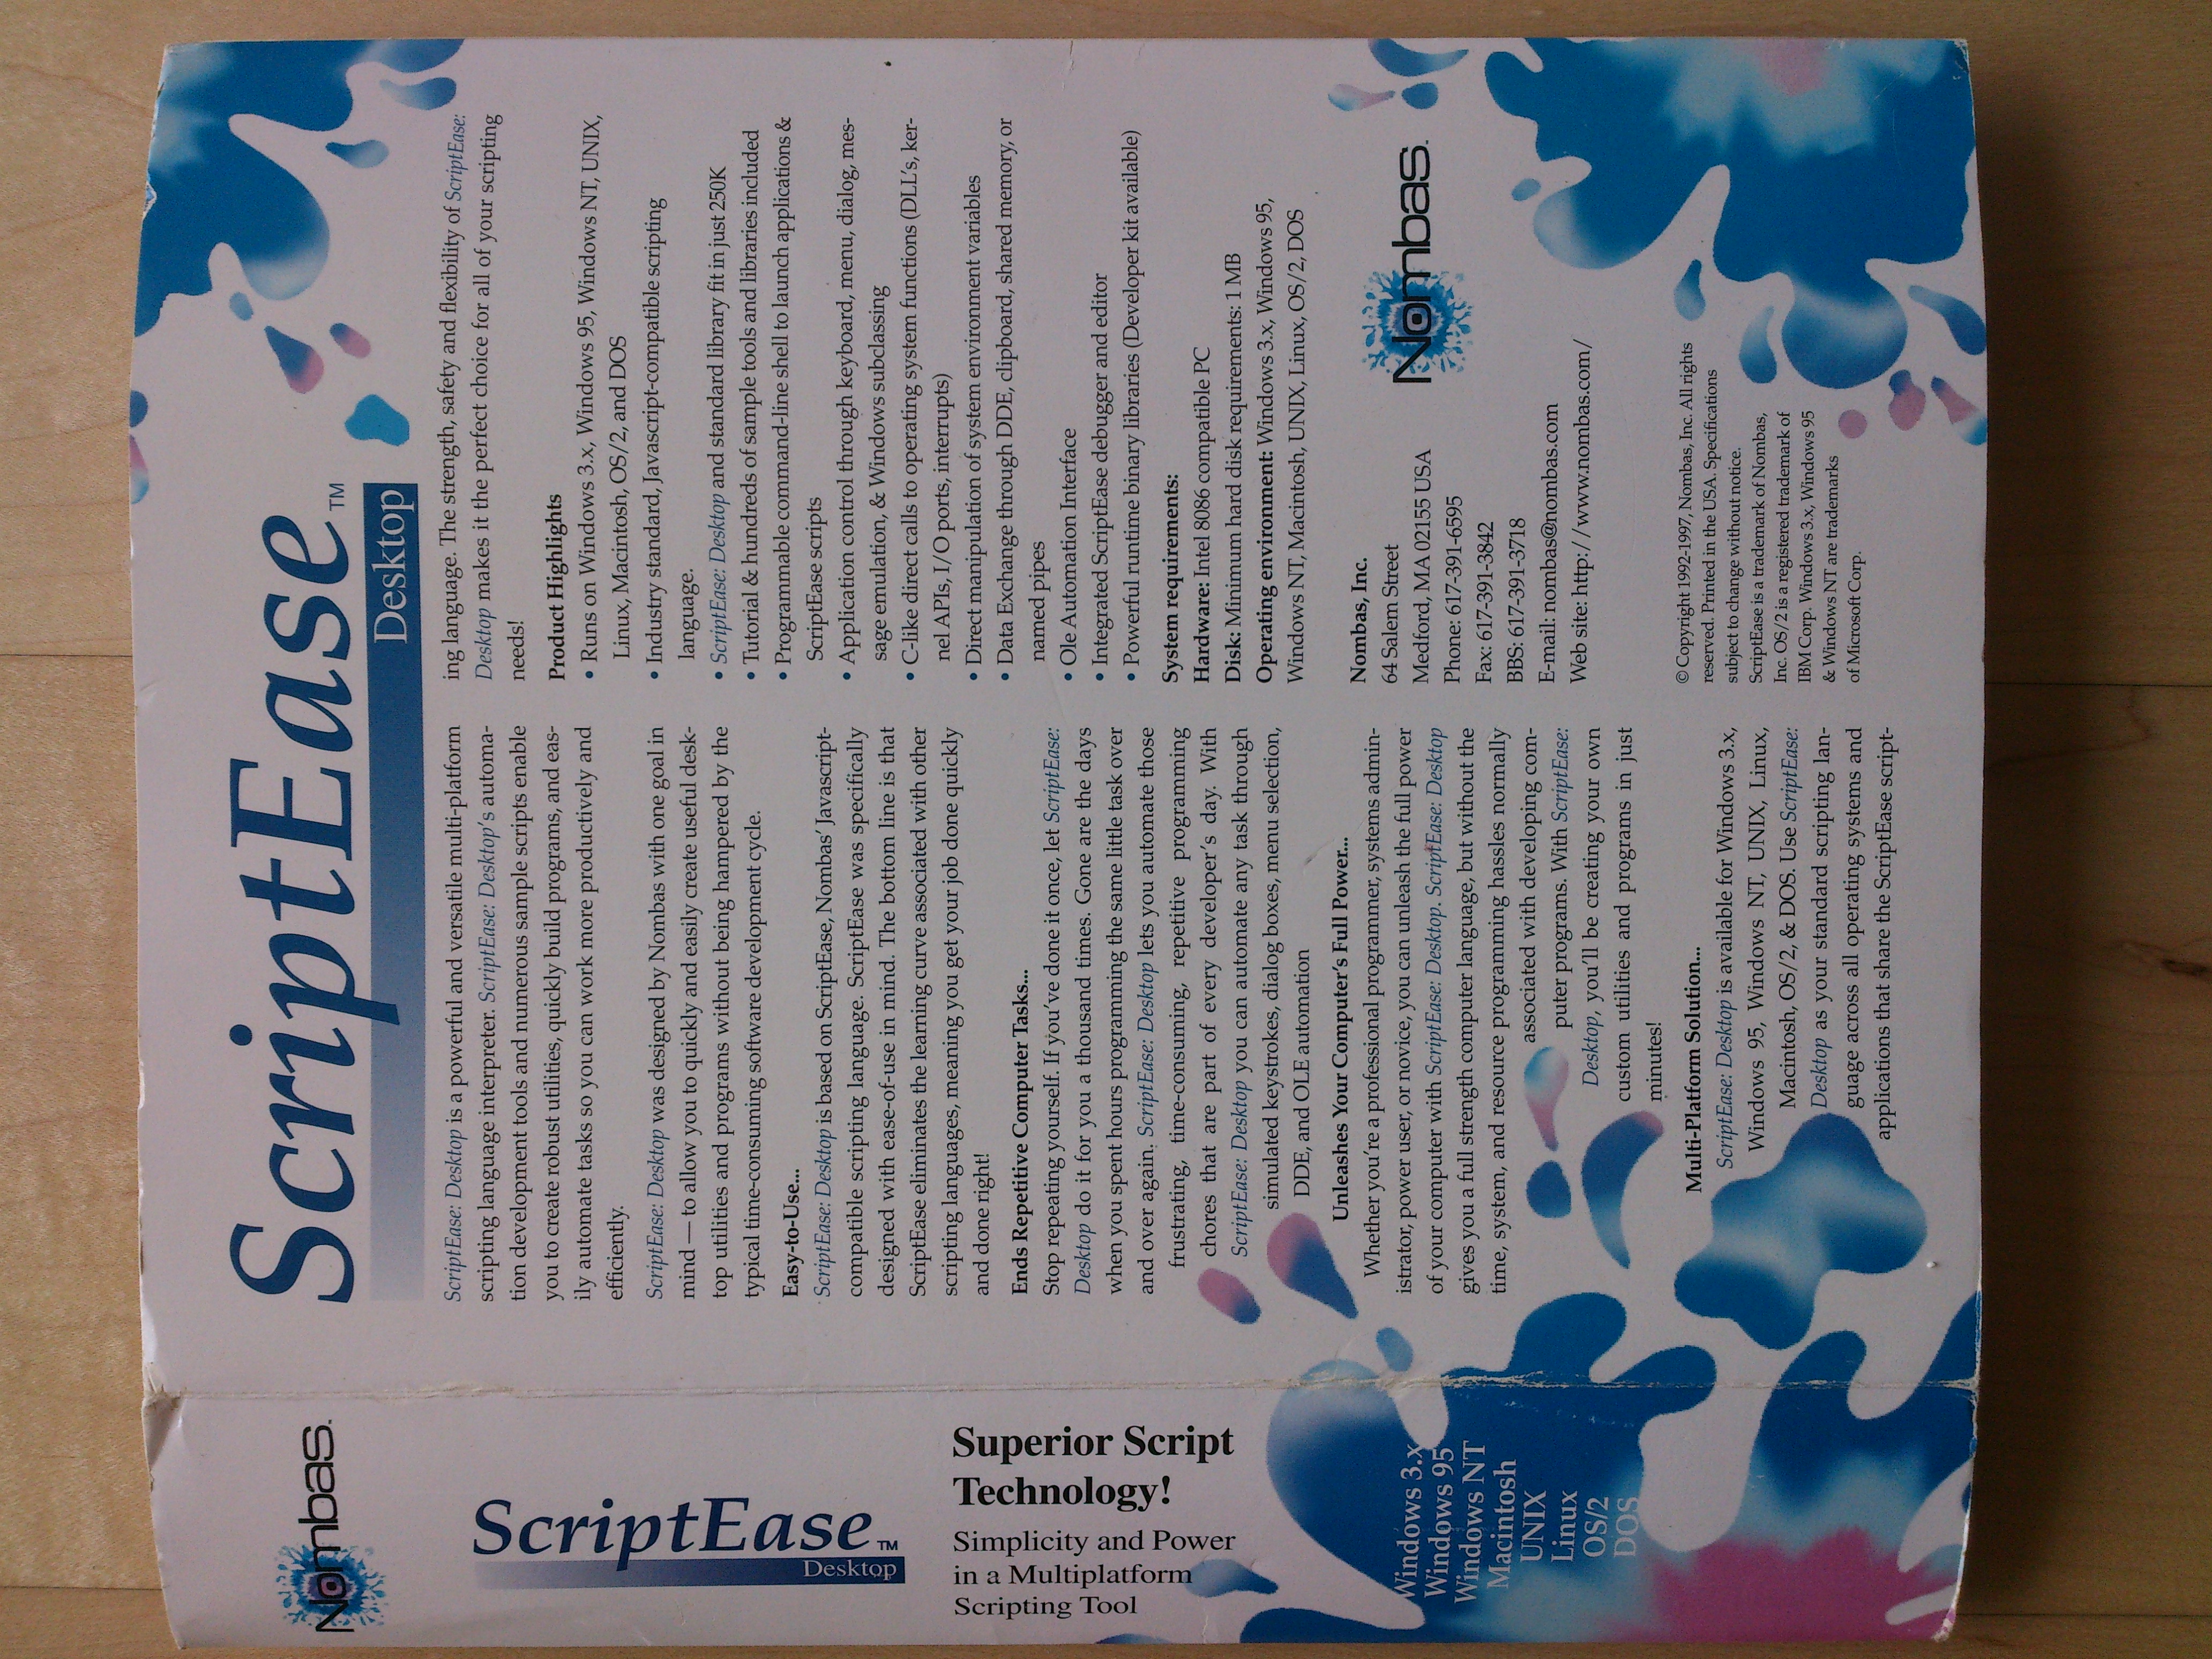 Nombas.
ScriptEase™
Desktop
Superior Script
Technology!
Simplicity and Power
in a Multiplatform
Scripting Tool
Windows 3.x
Windows 95
Windows NT
Macintosh
UNIX
Linux
OS/2
DOS
ScriptEase™
Desktop
ScriptEase: Desktop is a powerful and versatile multi-platform
scripting language interpreter. ScriptEase: Desktop's automa-
tion development tools and numerous sample scripts enable
you to create robust utilities, quickly build programs, and eas-
ily automate tasks so you can work more productively and
efficiently.
ScriptEase: Desktop was designed by Nombas with one goal in
mind — to allow you to quickly and easily create useful desk-
top utilities and programs without being hampered by the
typical time-consuming software development cycle.
Easy-to-Use...
ScriptEase: Desktop is based on ScriptEase, Nombas' Javascript-
compatible scripting language. ScriptEase was specifically
designed with ease-of-use in mind. The bottom line is that
ScriptEase eliminates the learning curve associated with other
scripting languages, meaning you get your job done quickly
and done right!
Ends Repetitive Computer Tasks...
Stop repeating yourself. If you've done it once, let ScriptEase:
Desktop do it for you a thousand times. Gone are the days
when you spent hours programming the same little task over
and over again. ScriptEase: Desktop lets you automate those
frustrating, time-consuming, repetitive programming
chores that are part of every developer's day. With
ScriptEase: Desktop you can automate any task through
simulated keystrokes, dialog boxes, menu selection,
DDE, and OLE automation
Unleashes Your Computer's Full Power...
Whether you're a professional programmer, systems admin-
istrator, power user, or novice, you can unleash the full power
of your computer with ScriptEase: Desktop. ScriptEase: Desktop
gives you a full strength computer language, but without the
time, system, and resource programming hassles normally
associated with developing com-
puter programs. With ScriptEase:
Desktop, you'll be creating your own
custom utilities and programs in just
minutes!
Multi-Platform Solution...
ScriptEase: Desktop is available for Windows 3.x,
Windows 95, Windows NT, UNIX, Linux,
Macintosh, OS/2, & DOS. Use ScriptEase:
Desktop as your standard scripting lan-
guage across all operating systems and
applications that share the ScriptEase script-
ing language. The strength, safety and flexibility of ScriptEase:
Desktop makes it the perfect choice for all of your scripting
needs!
Product Highlights
• Runs on Windows 3.x, Windows 95, Windows NT, UNIX,
Linux, Macintosh, OS/2, and DOS
• Industry standard, Javascript-compatible scripting
language.
• ScriptEase: Desktop and standard library fit in just 250K
• Tutorial & hundreds of sample tools and libraries included
• Programmable command-line shell to launch applications &
ScriptEase scripts
• Application control through keyboard, menu, dialog, mes-
sage emulation, & Windows subclassing
• C-like direct calls to operating system functions (DLL's, ker-
nel APIs, I/O ports, interrupts)
• Direct manipulation of system environment variables
• Data Exchange through DDE, clipboard, shared memory, or
named pipes
• Ole Automation Interface
• Integrated ScriptEase debugger and editor
• Powerful runtime binary libraries (Developer kit available)
System requirements:
Hardware: Intel 8086 compatible PC
Disk: Minimum hard disk requirements: 1 MB
Operating environment: Windows 3.x, Windows 95,
Windows NT, Macintosh, UNIX, Linux, OS/2, DOS
Nombas, Inc.
64 Salem Street
Medford, MA 02155 USA
Phone: 617-391-6595
Fax: 617-391-3842
BBS: 617-391-3718
E-mail: nombas@nombas.com
Web site: http://www.nombas.com/
Nombas.
© Copyright 1992-1997, Nombas, Inc. All rights
reserved. Printed in the USA. Specifications
subject to change without notice.
ScriptEase is a trademark of Nombas,
Inc. OS/2 is a registered trademark of
IBM Corp. Windows 3.x, Windows 95
& Windows NT are trademarks
of Microsoft Corp.